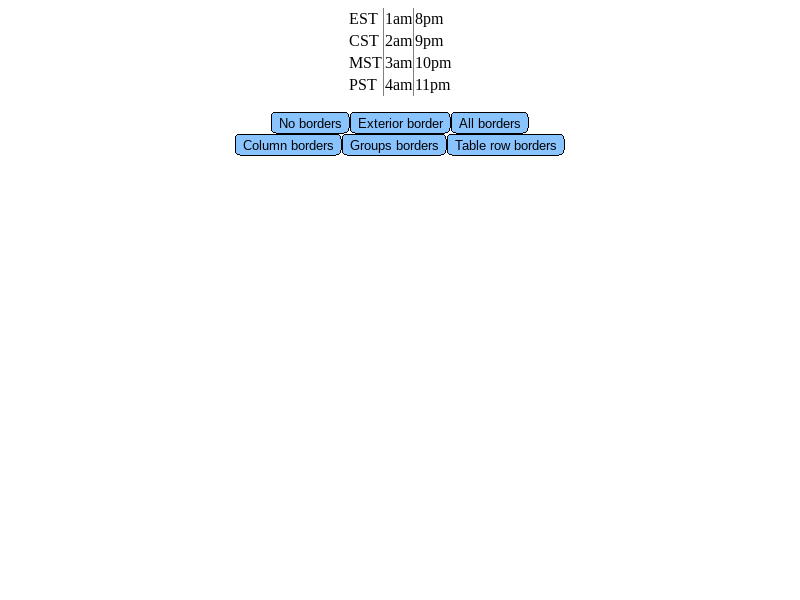 EST 1am 8pm
CST 2am 9pm
MST 3am 10pm
PST 4am 11pm
No borders Exterior border All borders
Column borders Groups borders Table row borders